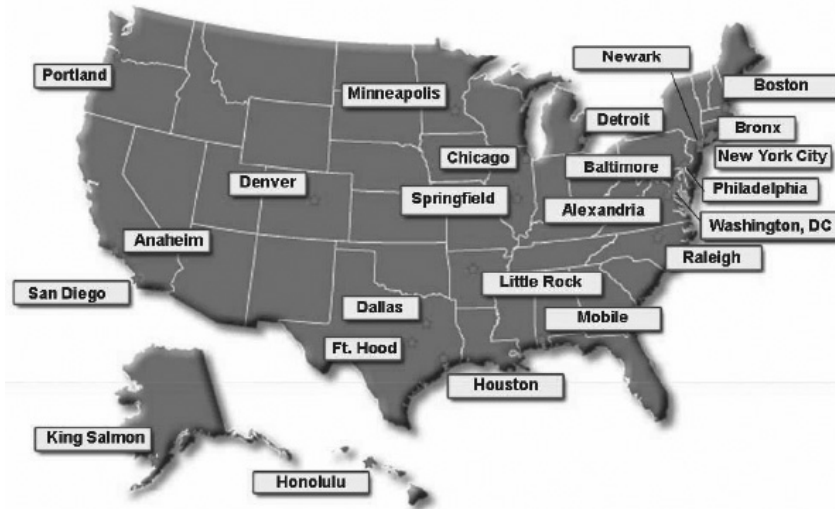 Newark
Portland
Boston
Minneapolis
Detroit
Bronx
Chicago
New York City
Baltimore
Denver
Philadelphia
Springfield
Alexandria
Washington, DC
Anaheim
Raleigh
Little Rock
San Diego
Dallas
Mobile
Ft. Hood
Houston
King Salmon
Honolulu